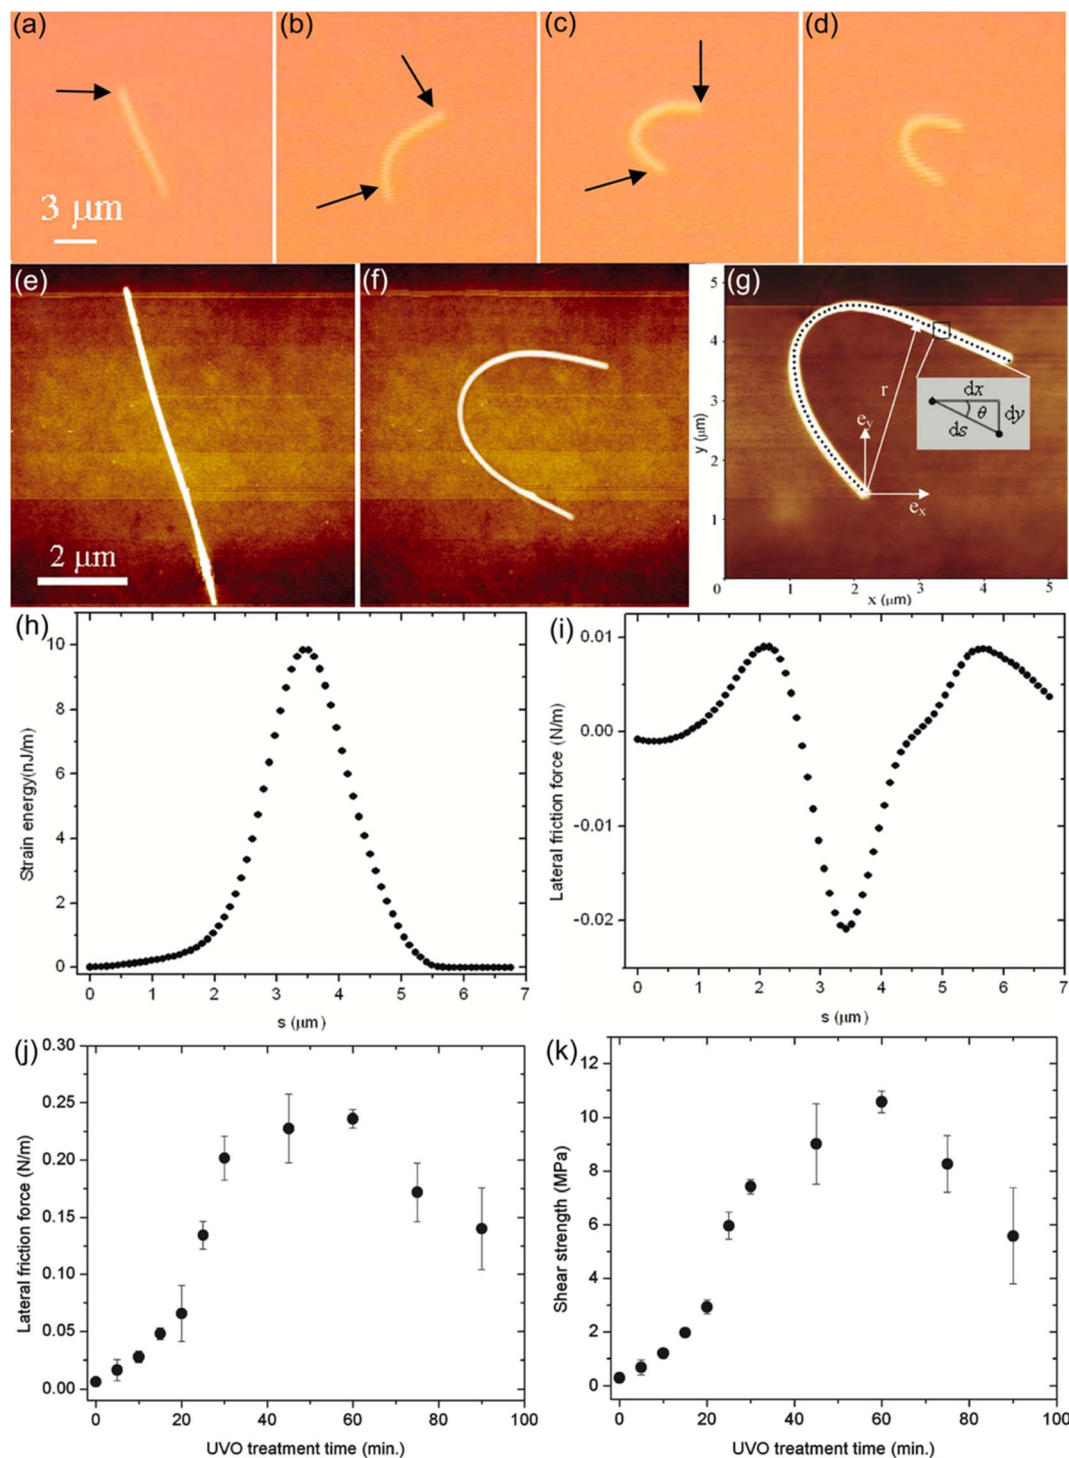 (a)
(b)
(c)
(d)
3 μm
(e)
(f)
(g)
2 μm
5
4
3
2
1
0
y (μm)
r
e_y
e_x
dx
θ
dy
ds
1
2
3
4
5
x (μm)
(h)
10
8
6
4
2
0
Strain energy(nJ/m)
0
1
2
3
4
5
6
7
s (μm)
(i)
0.01
0.00
-0.01
-0.02
Lateral friction force (N/m)
0
1
2
3
4
5
6
7
s (μm)
(j)
0.30
0.25
0.20
0.15
0.10
0.05
0.00
Lateral friction force (N/m)
0
20
40
60
80
100
UVO treatment time (min.)
(k)
12
10
8
6
4
2
0
Shear strength (MPa)
0
20
40
60
80
100
UVO treatment time (min.)